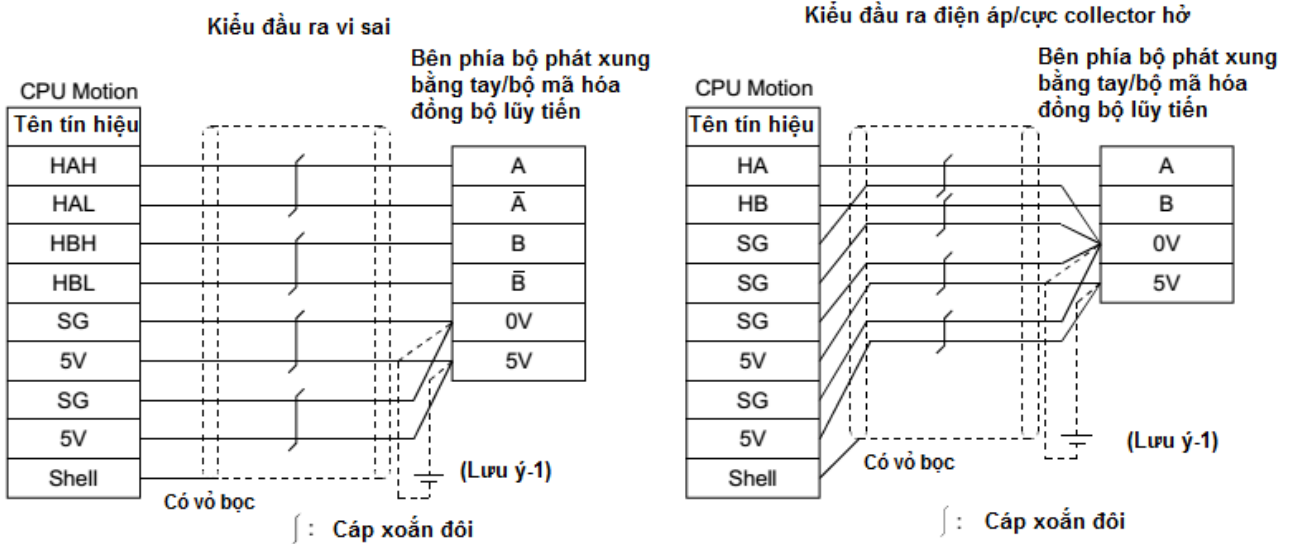 Kiểu đầu ra vi sai
Bên phía bộ phát xung
bằng tay/bộ mã hóa
đồng bộ lũy tiến
CPU Motion
Tên tín hiệu
HAH
HAL
HBH
HBL
SG
5V
SG
5V
Shell
A
A̅
B
B̅
0V
5V
Có vỏ bọc
(Lưu ý-1)
: Cáp xoắn đôi
Kiểu đầu ra điện áp/cực collector hở
Bên phía bộ phát xung
bằng tay/bộ mã hóa
đồng bộ lũy tiến
CPU Motion
Tên tín hiệu
HA
HB
SG
SG
SG
5V
SG
5V
Shell
A
B
0V
5V
Có vỏ bọc
(Lưu ý-1)
: Cáp xoắn đôi